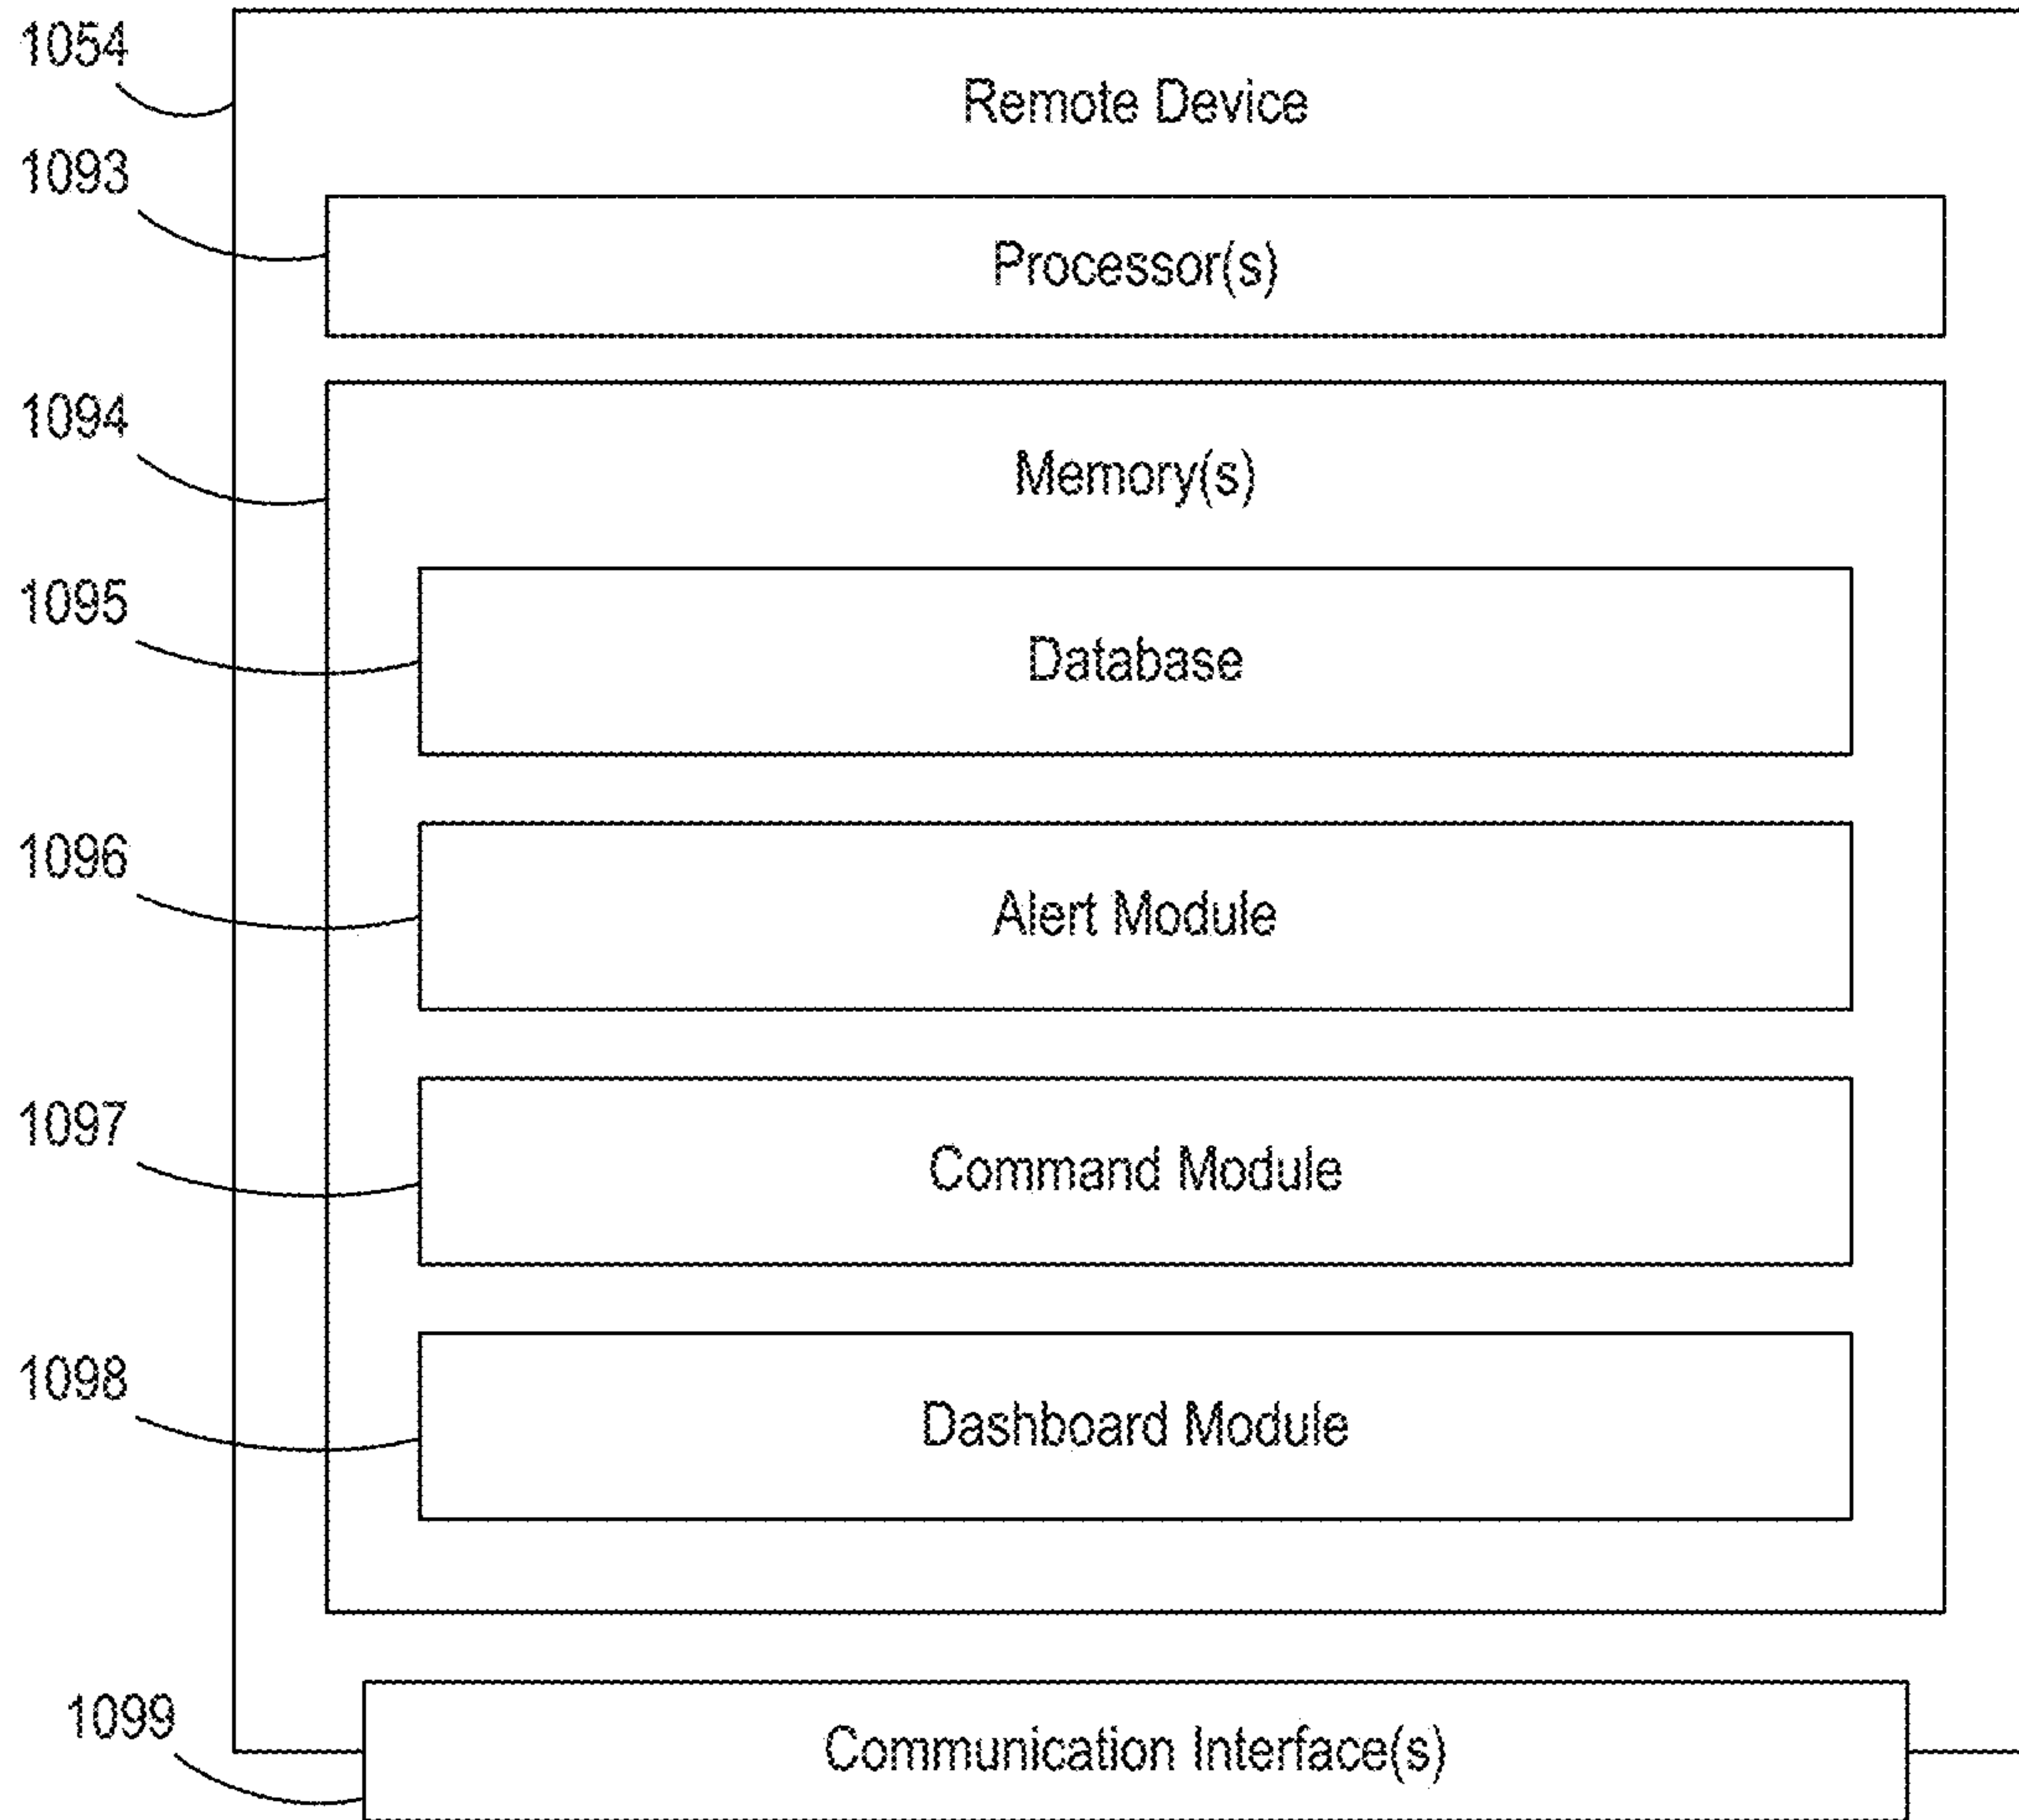 1054
Remote Device
1093
Processor(s)
1094
Memory(s)
1095
Database
1096
Alert Module
1097
Command Module
1098
Dashboard Module
1099
Communication Interface(s)